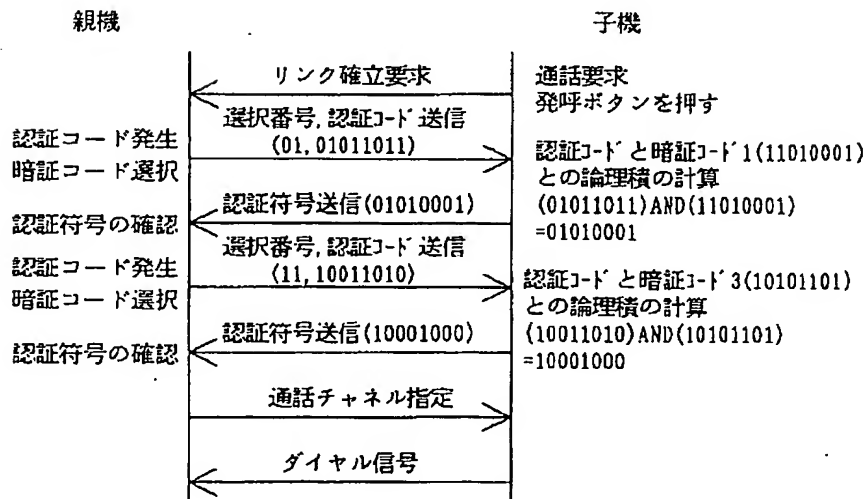 親機
子機
リンク確立要求
通話要求
発呼ボタンを押す
選択番号,認証コード送信
(01,01011011)
認証コード発生
暗証コード選択
認証コードと暗証コード1(11010001)
との論理積の計算
(01011011)AND(11010001)
=01010001
認証符号送信(01010001)
認証符号の確認
選択番号,認証コード送信
(11,10011010)
認証コード発生
暗証コード選択
認証コードと暗証コード3(10101101)
との論理積の計算
(10011010)AND(10101101)
=10001000
認証符号送信(10001000)
認証符号の確認
通話チャネル指定
ダイヤル信号